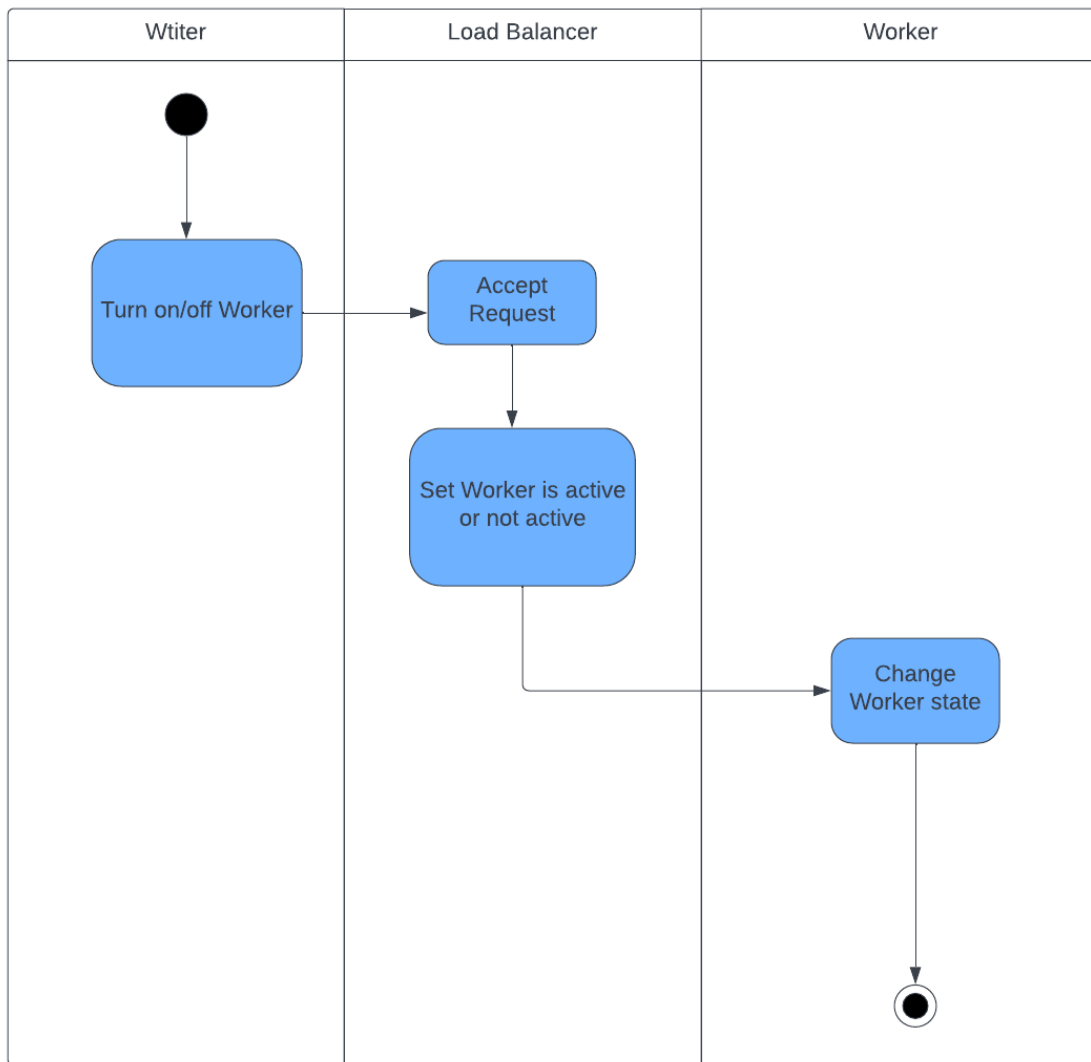 Wtiter
Load Balancer
Worker
Turn on/off Worker
Accept
Request
Set Worker is active
or not active
Change
Worker state